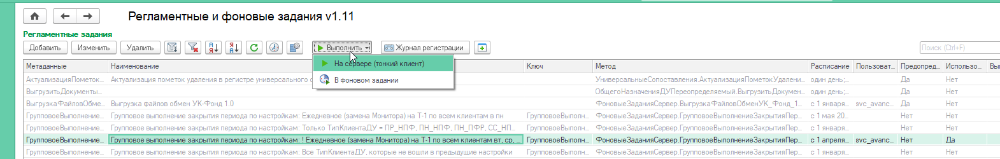 Регламентные и фоновые задания v1.11
Регламентные задания
Добавить Изменить Удалить Выполнить Журнал регистрации Поиск (Ctrl+F)
На сервере (тонкий клиент)
В фоновом задании
Метаданные Наименование Ключ Метод Расписание Пользоват... Предопред... Использо... Вы
АктуализацияПометок... Актуализация пометок удаления в регистре универсального с УниверсальныеСопоставления.АктуализацияПометокУдалени... один день;... Да Нет
ВыгрузитьДокументы... ОбщегоНазначенияДУПереопределяемый.ВыгрузитьДокумен... один день;... Да Нет
ВыгрузкаФайловОбме... Выгрузка файлов обмен УК-Фонд 1.0 ФоновыеЗаданияСервер.ВыгрузкаФайловОбменУК_Фонд_1... с 1 января... svc_avanc... Да Нет
ГрупповоеВыполнение... Групповое выполнение закрытия периода по настройкам: Ежедневное (замена Монитора) на Т-1 по всем клиентам в пн ГрупповоеВыполн... ФоновыеЗаданияСервер.ГрупповоеВыполнениеЗакрытияПер... с 1 мая 20... Нет Нет
ГрупповоеВыполнение... Групповое выполнение закрытия периода по настройкам: Только ТипКлиентаДУ = ПР_НПФ, ПН_НПФ, ПН_ПФР, СС_НП... ГрупповоеВыполн... ФоновыеЗаданияСервер.ГрупповоеВыполнениеЗакрытияПер... с 1 января... Нет Нет
ГрупповоеВыполнение... Групповое выполнение закрытия периода по настройкам: ! Ежедневное (замена Монитора) на Т-1 по всем клиентам вт, ср, ... ГрупповоеВыполн... ФоновыеЗаданияСервер.ГрупповоеВыполнениеЗакрытияПер... с 1 апреля... svc_avanc... Нет Да
ГрупповоеВыполнение... Групповое выполнение закрытия периода по настройкам: Все ТипКлиентаДУ, которые не вошли в предыдущие настройки ГрупповоеВыполн... ФоновыеЗаданияСервер.ГрупповоеВыполнениеЗакрытияПер... с 1 января... Нет Нет